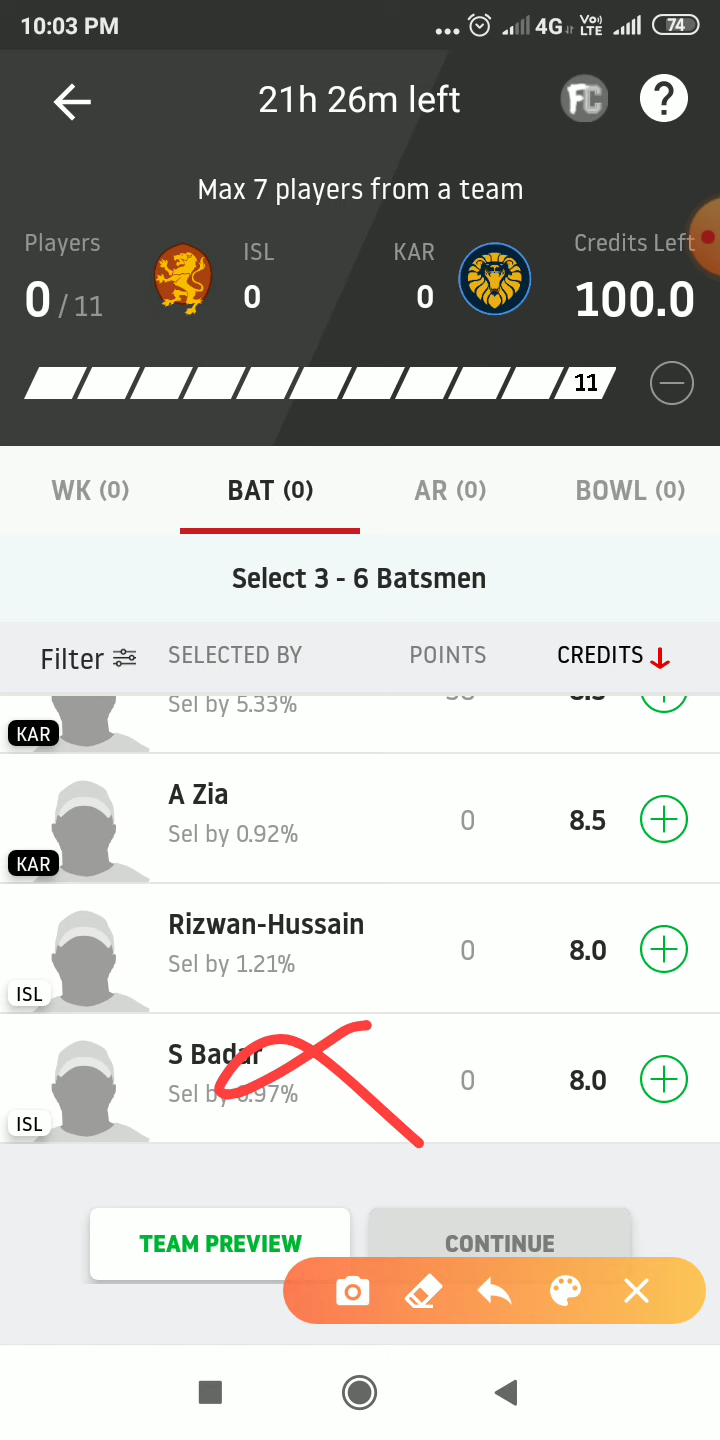 10:03 PM
4G Vo) LTE 74
21h 26m left
FC ?
Max 7 players from a team
Players ISL KAR Credits Left
0 / 11 0 0 100.0
11
WK (0) BAT (0) AR (0) BOWL (0)
Select 3 - 6 Batsmen
Filter SELECTED BY POINTS CREDITS
Sel by 5.33%
KAR
A Zia
Sel by 0.92% 0 8.5
KAR
Rizwan-Hussain
Sel by 1.21% 0 8.0
ISL
S Badar
Sel by 0.97% 0 8.0
ISL
TEAM PREVIEW CONTINUE